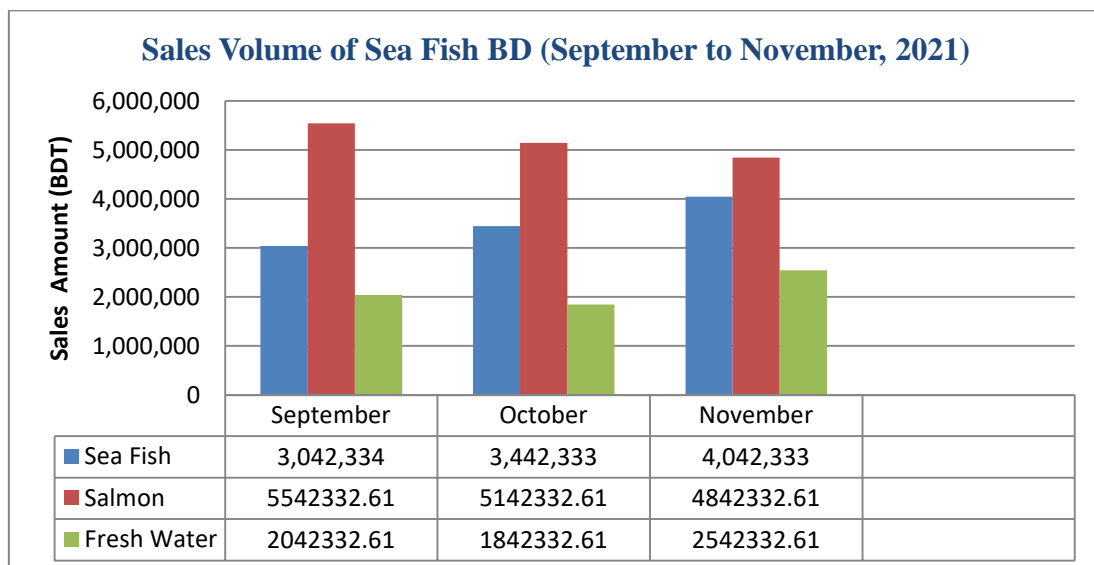 Sales Volume of Sea Fish BD (September to November, 2021)
Sales Amount (BDT)
6,000,000
5,000,000
4,000,000
3,000,000
2,000,000
1,000,000
0
September October November
Sea Fish 3,042,334 3,442,333 4,042,333
Salmon 5542332.61 5142332.61 4842332.61
Fresh Water 2042332.61 1842332.61 2542332.61